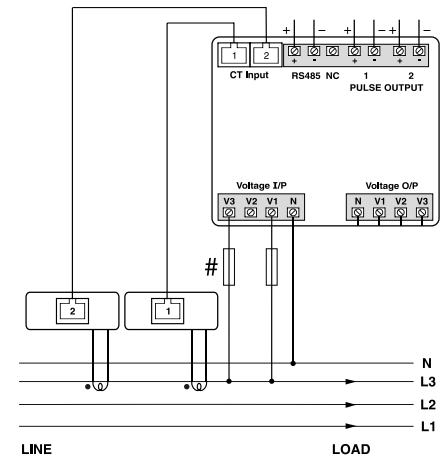 + − + − + −
1 2 + - + - + -
CT Input RS485 NC 1 2
PULSE OUTPUT
Voltage I/P Voltage O/P
V3 V2 V1 N N V1 V2 V3
#
2 1
N
L3
L2
L1
LINE LOAD